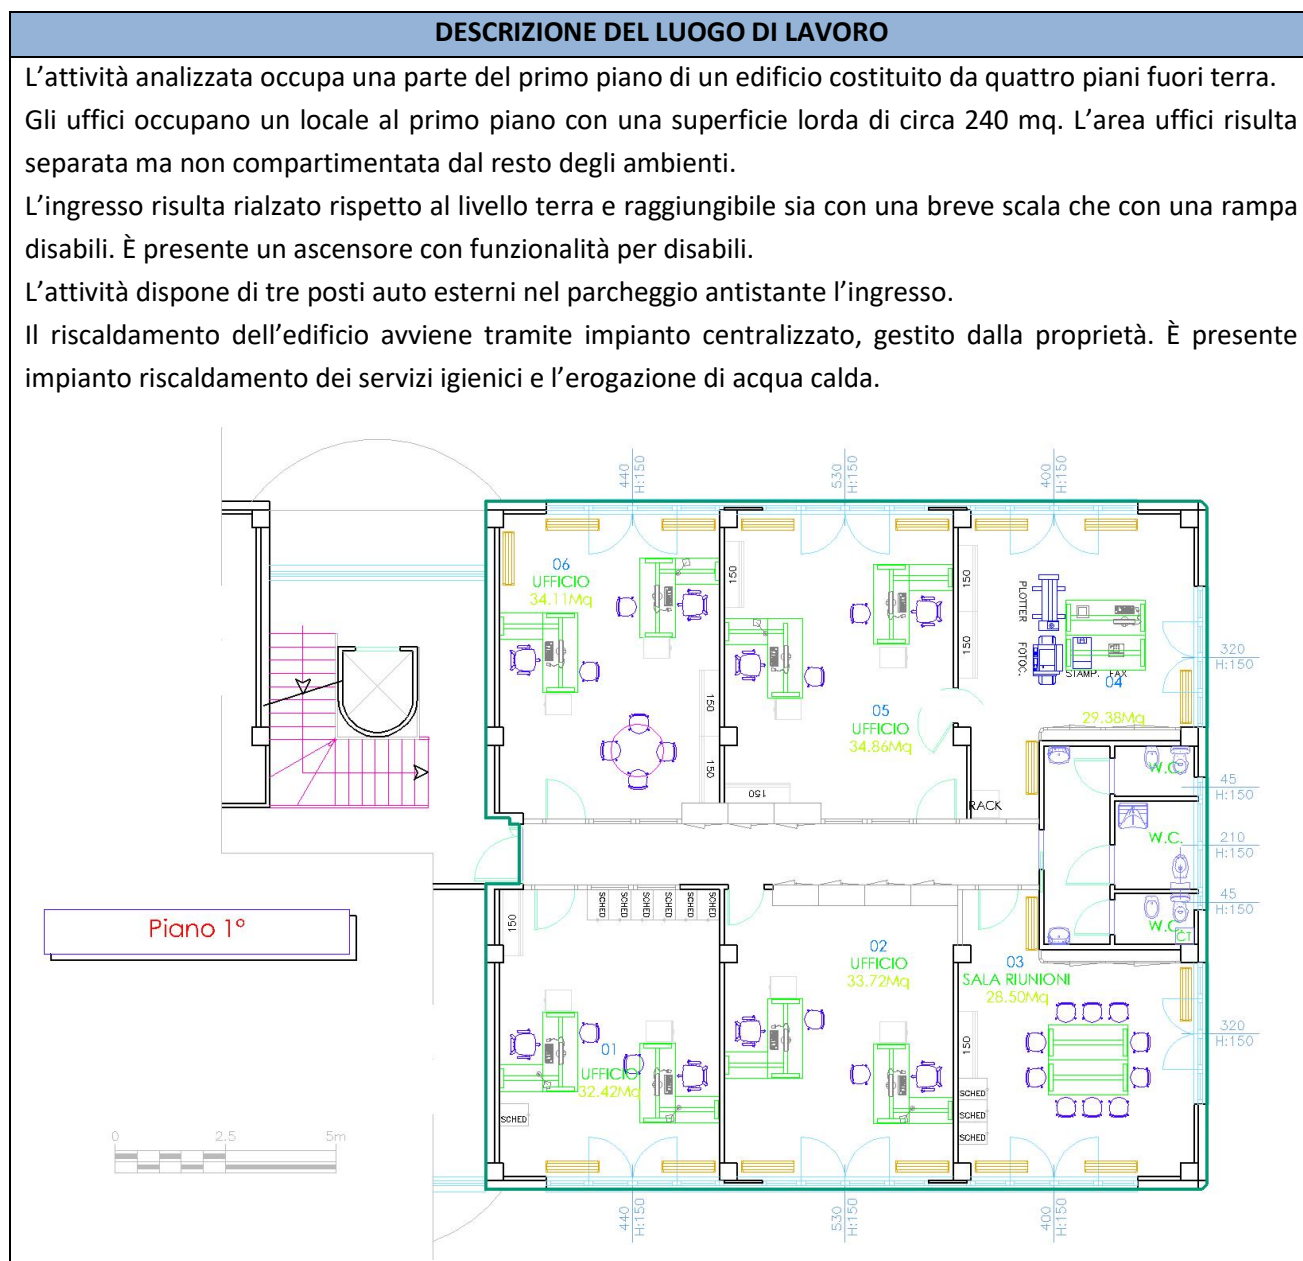 DESCRIZIONE DEL LUOGO DI LAVORO
L’attività analizzata occupa una parte del primo piano di un edificio costituito da quattro piani fuori terra.
Gli uffici occupano un locale al primo piano con una superficie lorda di circa 240 mq. L’area uffici risulta
separata ma non compartimentata dal resto degli ambienti.
L’ingresso risulta rialzato rispetto al livello terra e raggiungibile sia con una breve scala che con una rampa
disabili. È presente un ascensore con funzionalità per disabili.
L’attività dispone di tre posti auto esterni nel parcheggio antistante l’ingresso.
Il riscaldamento dell’edificio avviene tramite impianto centralizzato, gestito dalla proprietà. È presente
impianto riscaldamento dei servizi igienici e l’erogazione di acqua calda.
440
H:150
530
H:150
400
H:150
06
UFFICIO
34.11Mq
150
150
150
PLOTTER
FOTOC.
STAMP. FAX
04
29.38Mq
320
H:150
05
UFFICIO
34.86Mq
150
150
150
RACK
W.C.
45
H:150
W.C.
210
H:150
45
H:150
W.C.
CT
Piano 1°
150
SCHED
SCHED
SCHED
SCHED
SCHED
SCHED
02
UFFICIO
33.72Mq
03
SALA RIUNIONI
28.50Mq
150
320
H:150
01
UFFICIO
32.42Mq
SCHED
SCHED
SCHED
SCHED
0
2.5
5m
440
H:150
530
H:150
400
H:150